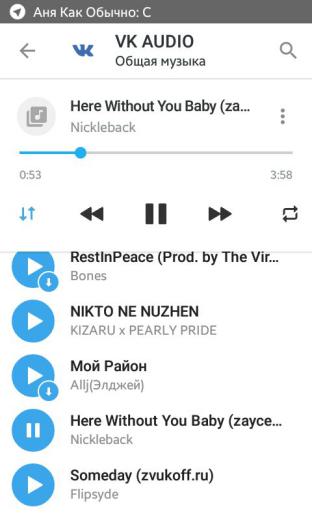 Аня Как Обычно: С
VK AUDIO
Общая музыка
Here Without You Baby (za...
Nickleback
0:53
3:58
RestInPeace (Prod. by The Vir...
Bones
NIKTO NE NUZHEN
KIZARU x PEARLY PRIDE
Мой Район
Allj(Элджей)
Here Without You Baby (zayce...
Nickleback
Someday (zvukoff.ru)
Flipsyde